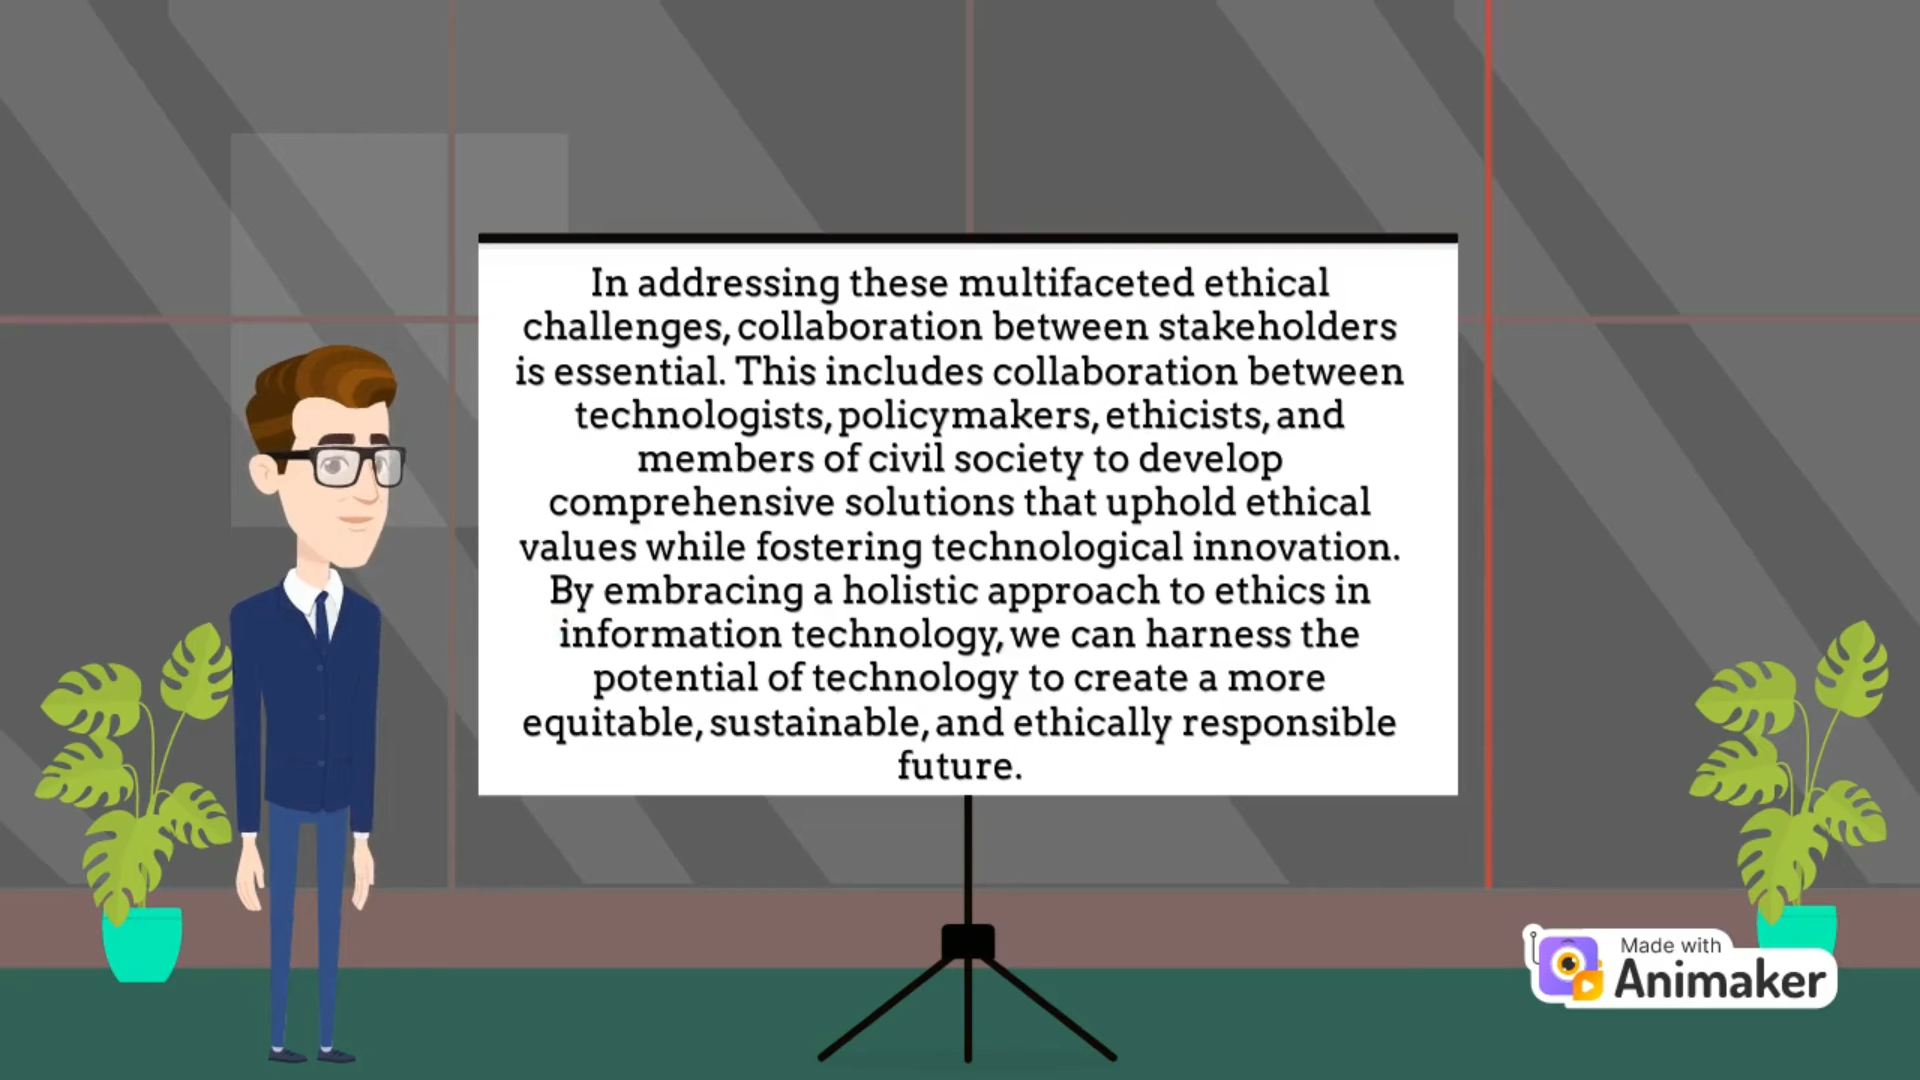 In addressing these multifaceted ethical
challenges, collaboration between stakeholders
is essential. This includes collaboration between
technologists, policymakers, ethicists, and
members of civil society to develop
comprehensive solutions that uphold ethical
values while fostering technological innovation.
By embracing a holistic approach to ethics in
information technology, we can harness the
potential of technology to create a more
equitable, sustainable, and ethically responsible
future.
Made with
Animaker